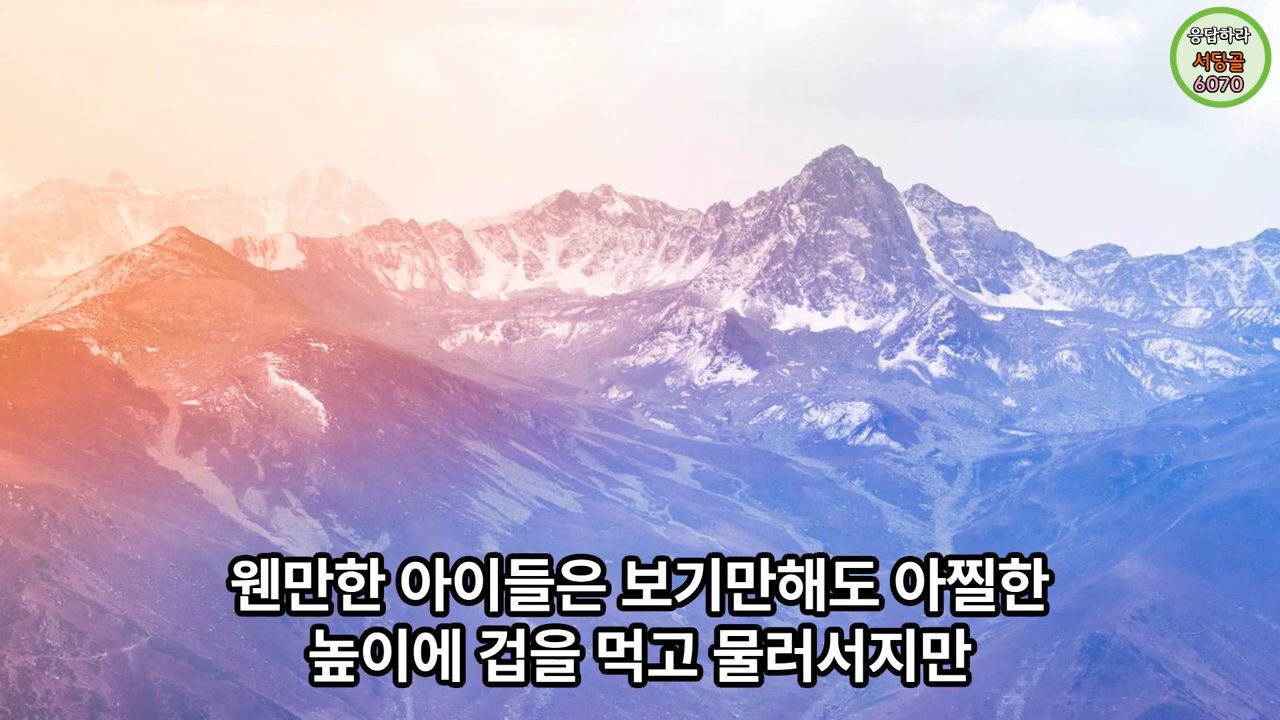 응답하라
서당골
6070
웬만한 아이들은 보기만해도 아찔한
높이에 겁을 먹고 물러서지만